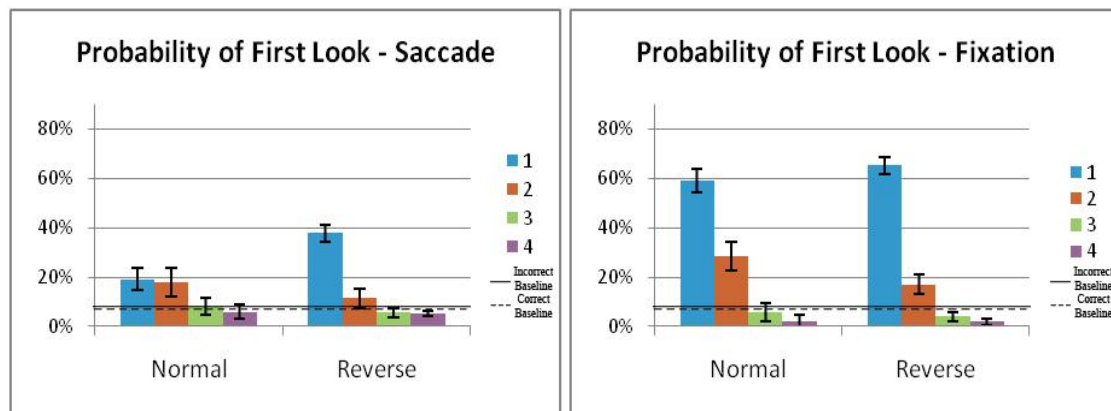 Probability of First Look - Saccade
80%
60%
40%
20%
0%
Normal
Reverse
1
2
3
4
Incorrect
Baseline
Correct
Baseline
Probability of First Look - Fixation
80%
60%
40%
20%
0%
Normal
Reverse
1
2
3
4
Incorrect
Baseline
Correct
Baseline